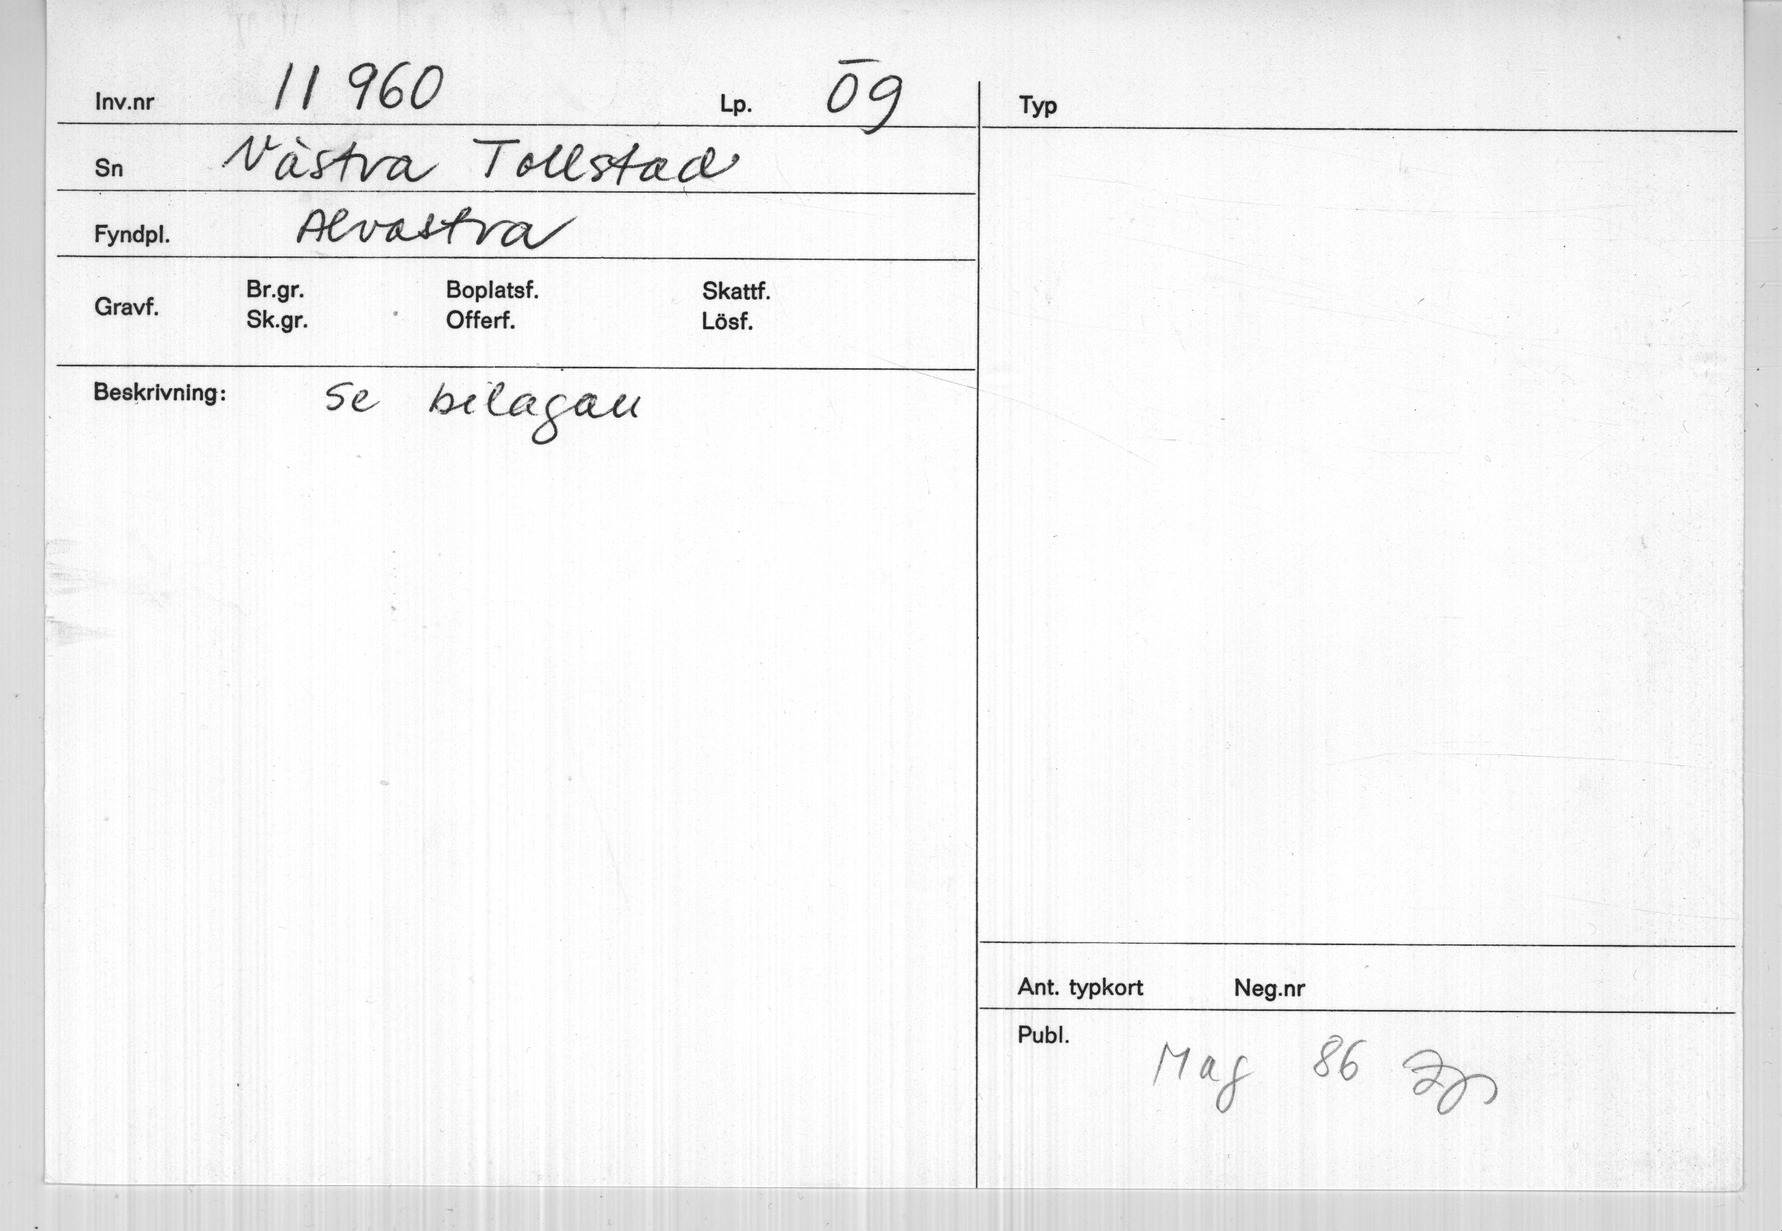 Inv.nr 11 960 Lp. Ög
Sn Västra Tollstad
Fyndpl. Alvastra
Gravf. Br.gr. Boplatsf. Skattf.
Sk.gr. Offerf. Lösf.
Beskrivning: se bilagan
Typ
Ant. typkort Neg.nr
Publ.
Mag 86